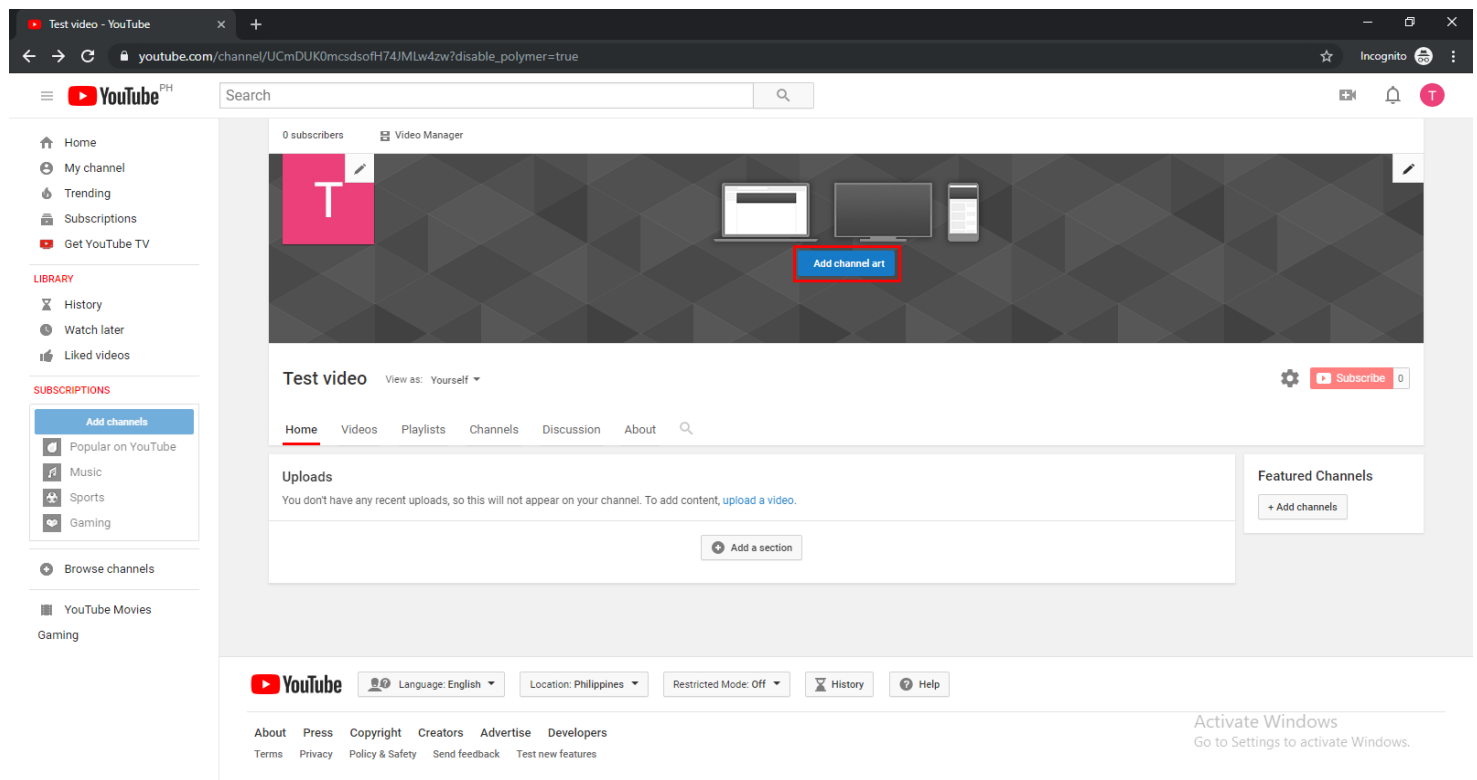 Test video - YouTube
youtube.com/channel/UCmDUK0mcsdsofH74JMLw4zw?disable_polymer=true
Incognito
YouTube PH
Search
T
Home
My channel
Trending
Subscriptions
Get YouTube TV
LIBRARY
History
Watch later
Liked videos
SUBSCRIPTIONS
Add channels
Popular on YouTube
Music
Sports
Gaming
Browse channels
YouTube Movies
Gaming
0 subscribers Video Manager
T
Add channel art
Test video View as: Yourself
Subscribe 0
Home Videos Playlists Channels Discussion About
Uploads
You don't have any recent uploads, so this will not appear on your channel. To add content, upload a video.
Add a section
Featured Channels
+ Add channels
YouTube Language: English Location: Philippines Restricted Mode: Off History Help
About Press Copyright Creators Advertise Developers
Terms Privacy Policy & Safety Send feedback Test new features
Activate Windows
Go to Settings to activate Windows.